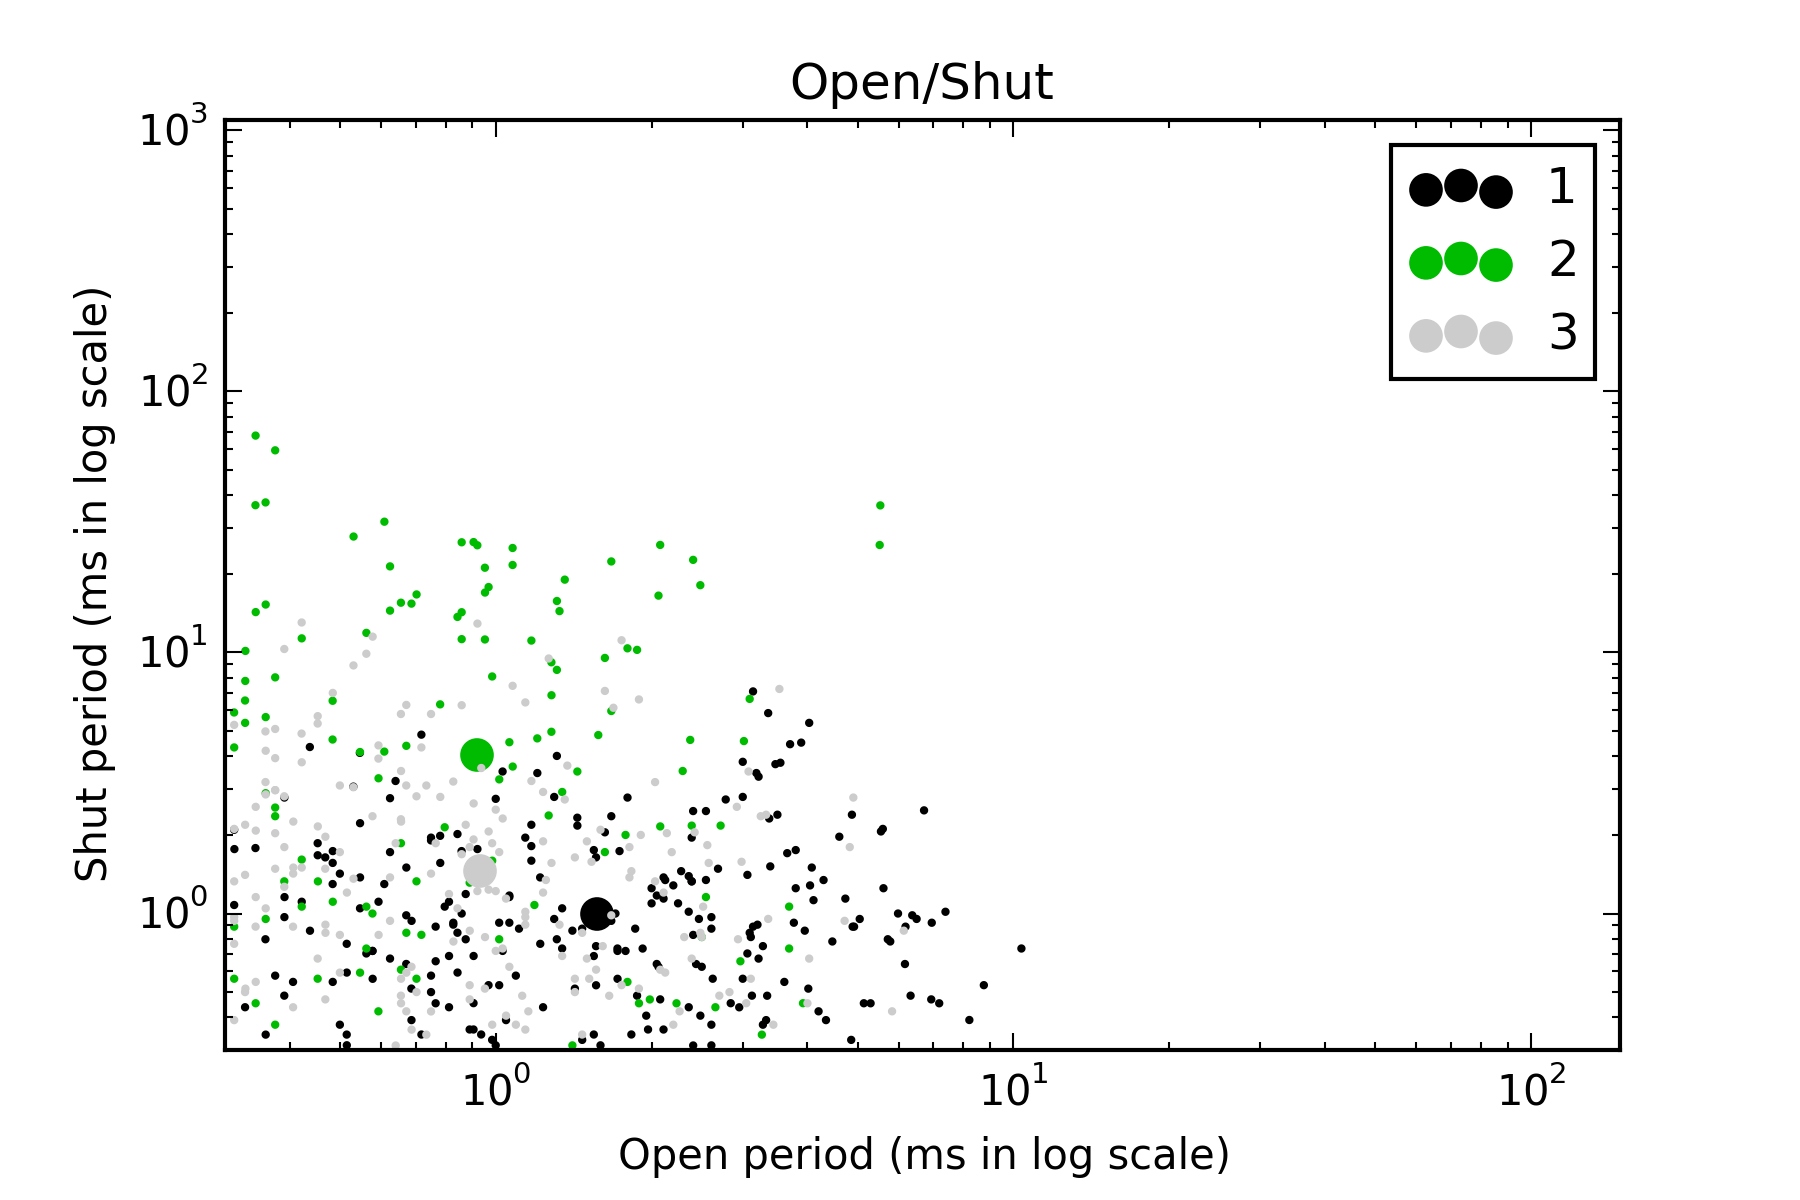 Open/Shut
10³
10²
10¹
10⁰
Shut period (ms in log scale)
1
2
3
10⁰ 10¹ 10²
Open period (ms in log scale)